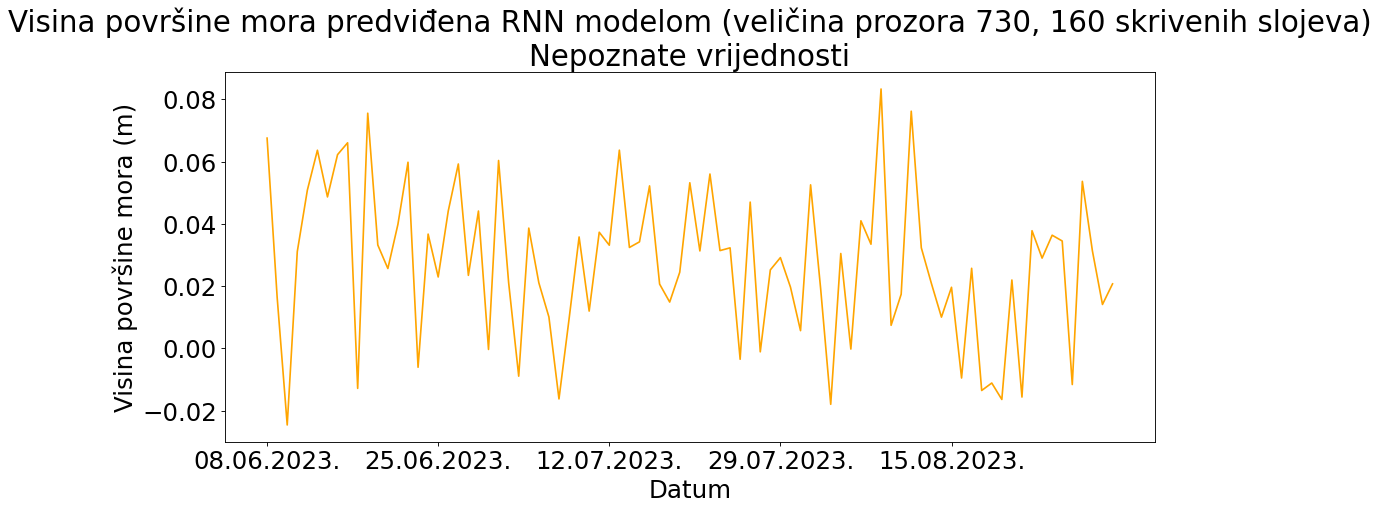 Visina površine mora predviđena RNN modelom (veličina prozora 730, 160 skrivenih slojeva)
Nepoznate vrijednosti
Visina površine mora (m)
0.08
0.06
0.04
0.02
0.00
−0.02
08.06.2023. 25.06.2023. 12.07.2023. 29.07.2023. 15.08.2023.
Datum